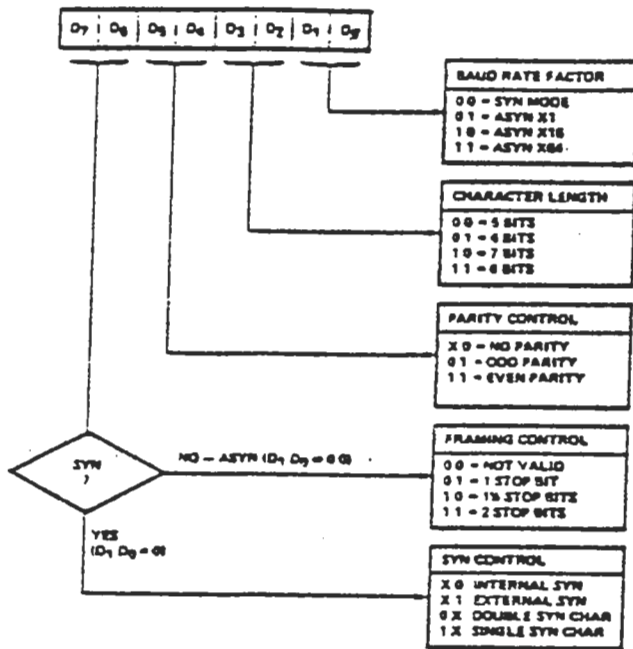 D7 D6 D5 D4 D3 D2 D1 D0
BAUD RATE FACTOR
0 0 = SYN MODE
0 1 = ASYN X1
1 0 = ASYN X16
1 1 = ASYN X64
CHARACTER LENGTH
0 0 = 5 BITS
0 1 = 6 BITS
1 0 = 7 BITS
1 1 = 8 BITS
PARITY CONTROL
X 0 = NO PARITY
0 1 = ODD PARITY
1 1 = EVEN PARITY
SYN
?
NO – ASYN (D1 D0 ≠ 0 0)
FRAMING CONTROL
0 0 = NOT VALID
0 1 = 1 STOP BIT
1 0 = 1½ STOP BITS
1 1 = 2 STOP BITS
YES
(D1 D0 = 0)
SYN CONTROL
X 0 INTERNAL SYN
X 1 EXTERNAL SYN
0 X DOUBLE SYN CHAR
1 X SINGLE SYN CHAR